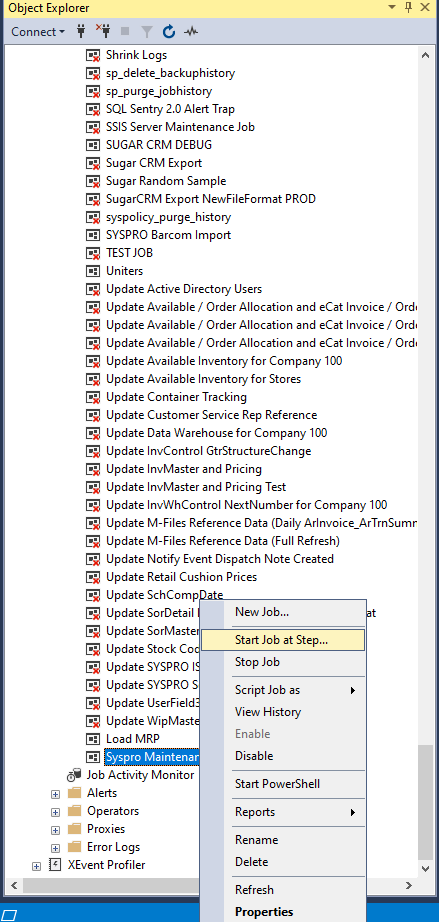 Object Explorer
Connect
Shrink Logs
sp_delete_backuphistory
sp_purge_jobhistory
SQL Sentry 2.0 Alert Trap
SSIS Server Maintenance Job
SUGAR CRM DEBUG
Sugar CRM Export
Sugar Random Sample
SugarCRM Export NewFileFormat PROD
syspolicy_purge_history
SYSPRO Barcom Import
TEST JOB
Uniters
Update Active Directory Users
Update Available / Order Allocation and eCat Invoice / Orde
Update Available / Order Allocation and eCat Invoice / Orde
Update Available / Order Allocation and eCat Invoice / Orde
Update Available Inventory for Company 100
Update Available Inventory for Stores
Update Container Tracking
Update Customer Service Rep Reference
Update Data Warehouse for Company 100
Update InvControl GtrStructureChange
Update InvMaster and Pricing
Update InvMaster and Pricing Test
Update InvWhControl NextNumber for Company 100
Update M-Files Reference Data (Daily ArInvoice_ArTrnSumm
Update M-Files Reference Data (Full Refresh)
Update Notify Event Dispatch Note Created
Update Retail Cushion Prices
Update SchCompDate
Update SorDetail at
Update SorMaste
Update Stock Coo
Update SYSPRO IS
Update SYSPRO S
Update UserField3
Update WipMaste
Load MRP
Syspro Maintenan
Job Activity Monitor
Alerts
Operators
Proxies
Error Logs
XEvent Profiler
New Job...
Start Job at Step...
Stop Job
Script Job as
View History
Enable
Disable
Start PowerShell
Reports
Rename
Delete
Refresh
Properties